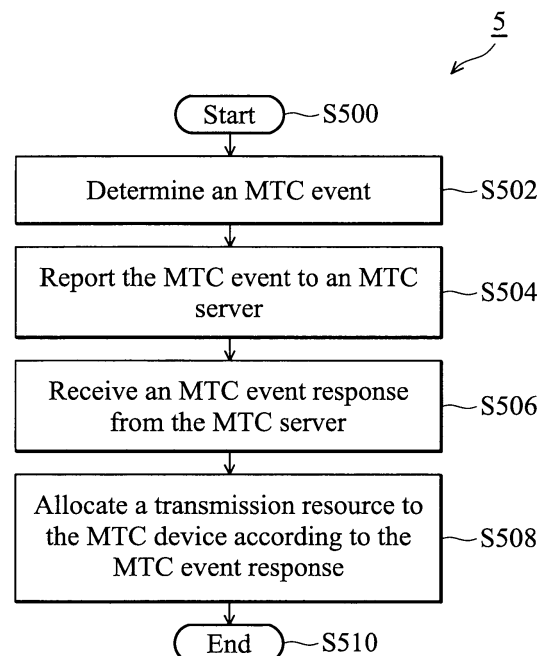 5
Start
S500
Determine an MTC event
S502
Report the MTC event to an MTC
server
S504
Receive an MTC event response
from the MTC server
S506
Allocate a transmission resource to
the MTC device according to the
MTC event response
S508
End
S510